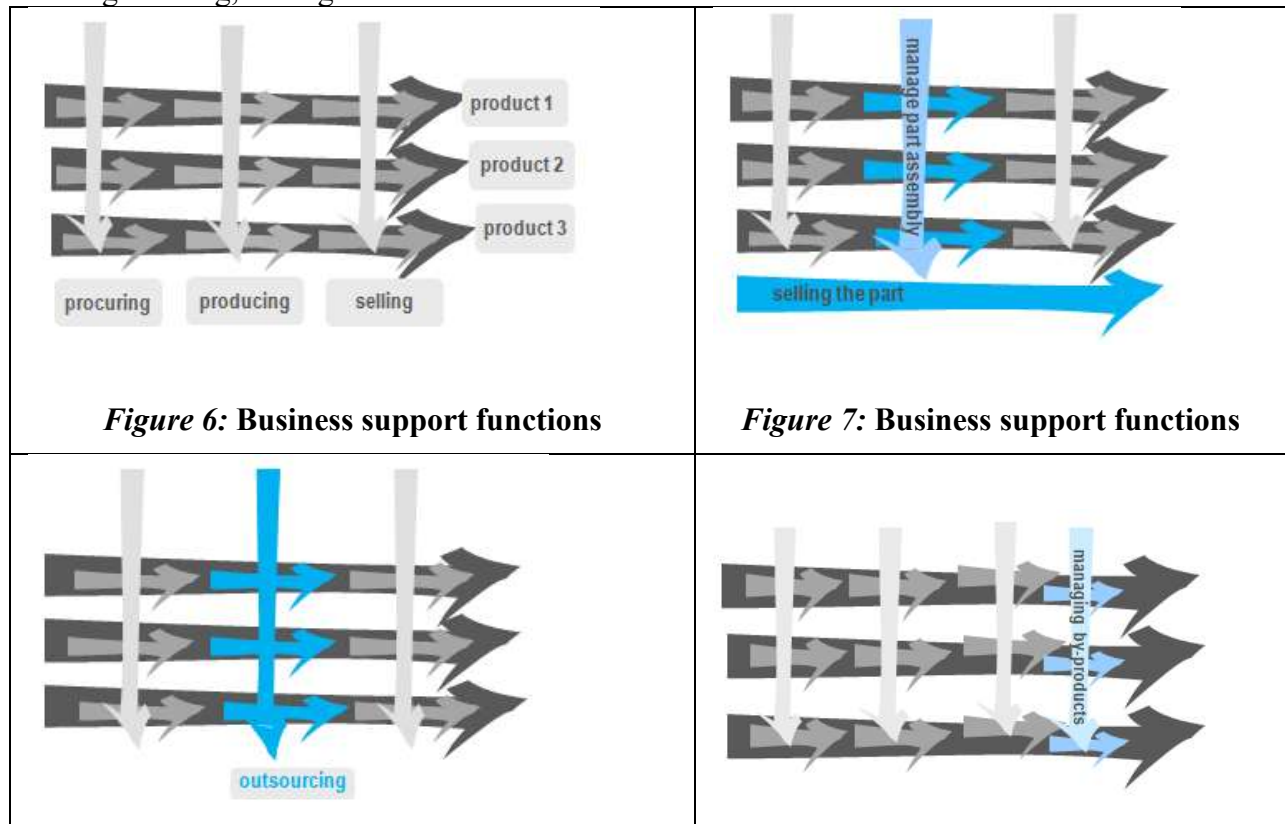 product 1
product 2
product 3
procuring
producing
selling
Figure 6: Business support functions
manage part assembly
selling the part
Figure 7: Business support functions
outsourcing
managing by-products